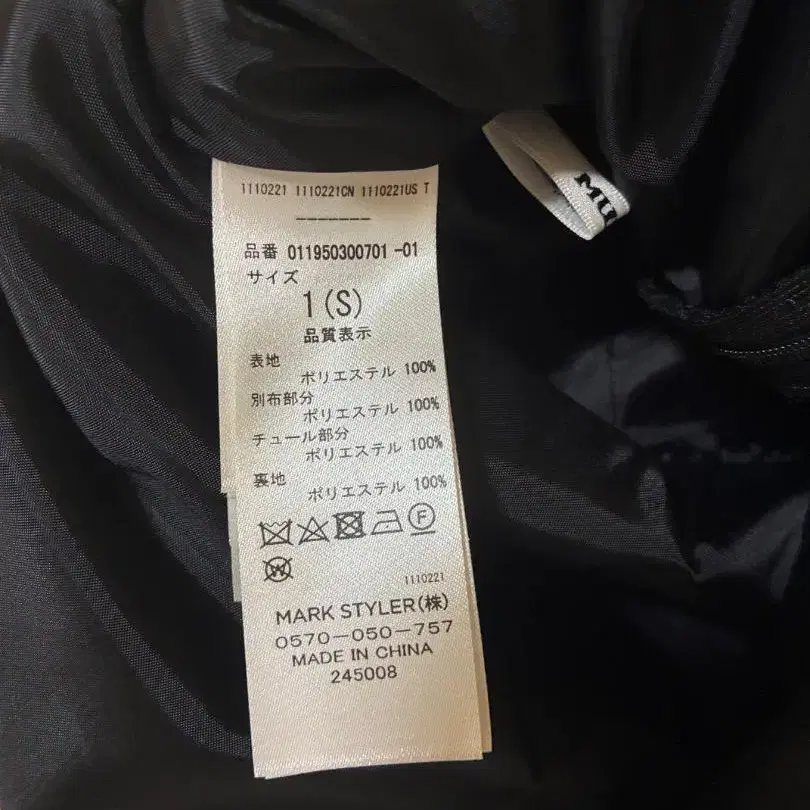 1110221 1110221CN 1110221US T
-------
品番 011950300701-01
サイズ
1(S)
品質表示
表地
ポリエステル 100%
別布部分
ポリエステル 100%
チュール部分
ポリエステル 100%
裏地
ポリエステル 100%
F
W
1110221
MARK STYLER(株)
0570-050-757
MADE IN CHINA
245008